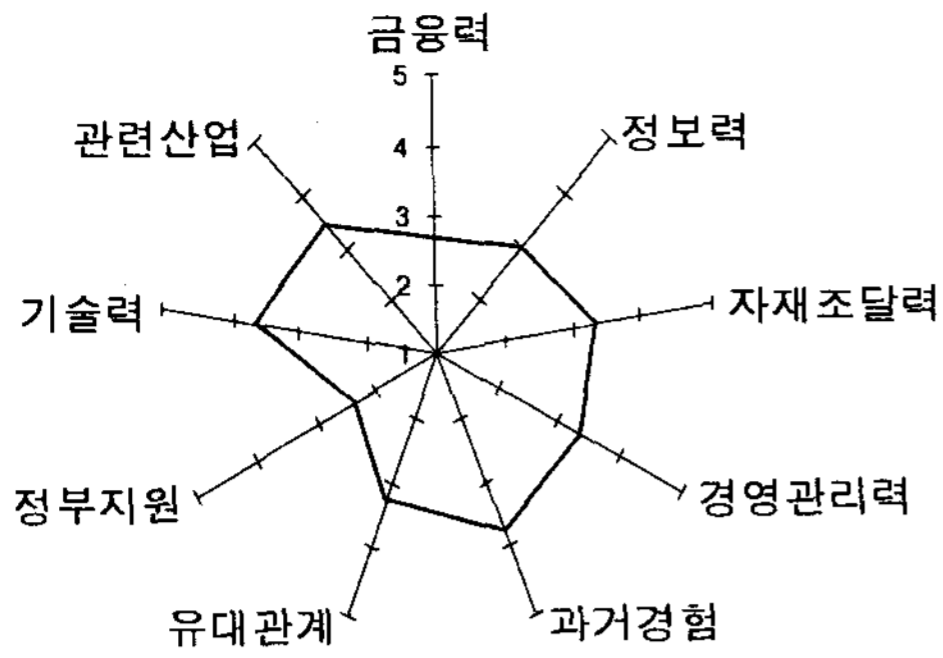 금융력
5
관련산업
정보력
4
3
2
기술력
자재조달력
1
정부지원
경영관리력
유대관계
과거경험